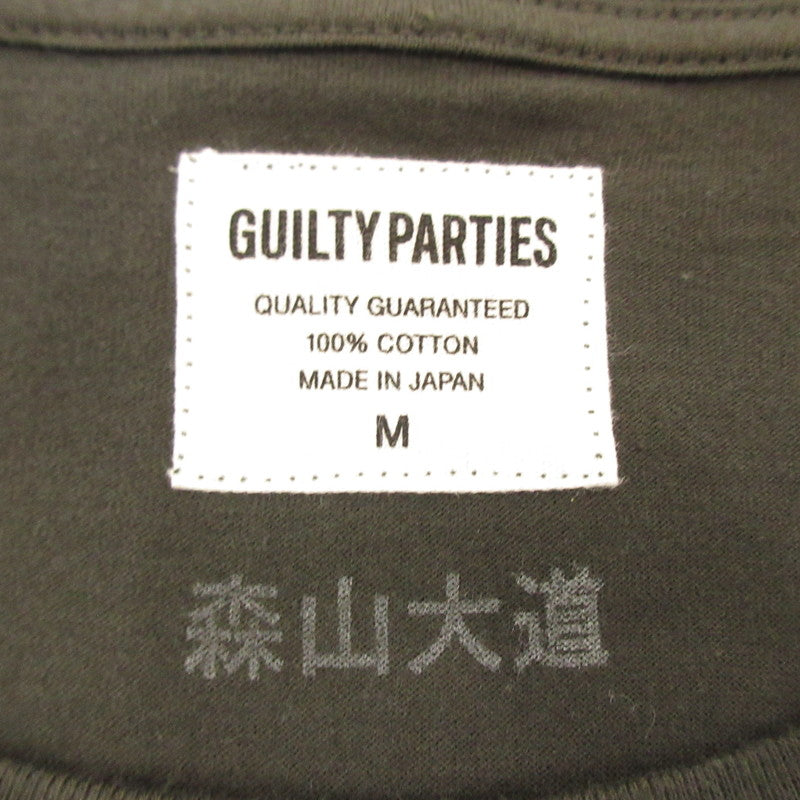 GUILTY PARTIES
QUALITY GUARANTEED
100% COTTON
MADE IN JAPAN
M
森山大道